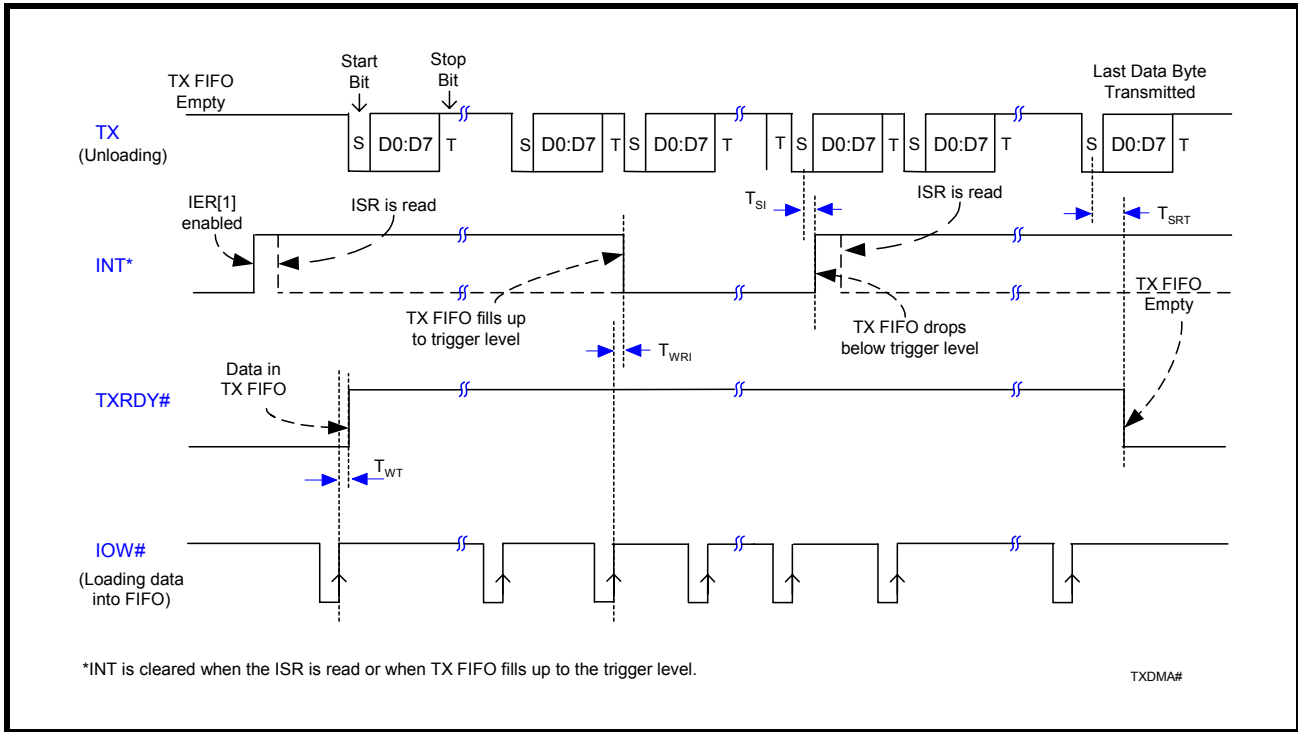 TX FIFO
Empty
Start
Bit
Stop
Bit
Last Data Byte
Transmitted
TX
(Unloading)
S D0:D7 T S D0:D7 T S D0:D7 T T S D0:D7 T S D0:D7 T S D0:D7 T
IER[1]
enabled
ISR is read
TSI
ISR is read
TSRT
INT*
TX FIFO fills up
to trigger level
TX FIFO drops
below trigger level
TX FIFO
Empty
TWRI
Data in
TX FIFO
TXRDY#
TWT
IOW#
(Loading data
into FIFO)
*INT is cleared when the ISR is read or when TX FIFO fills up to the trigger level.
TXDMA#